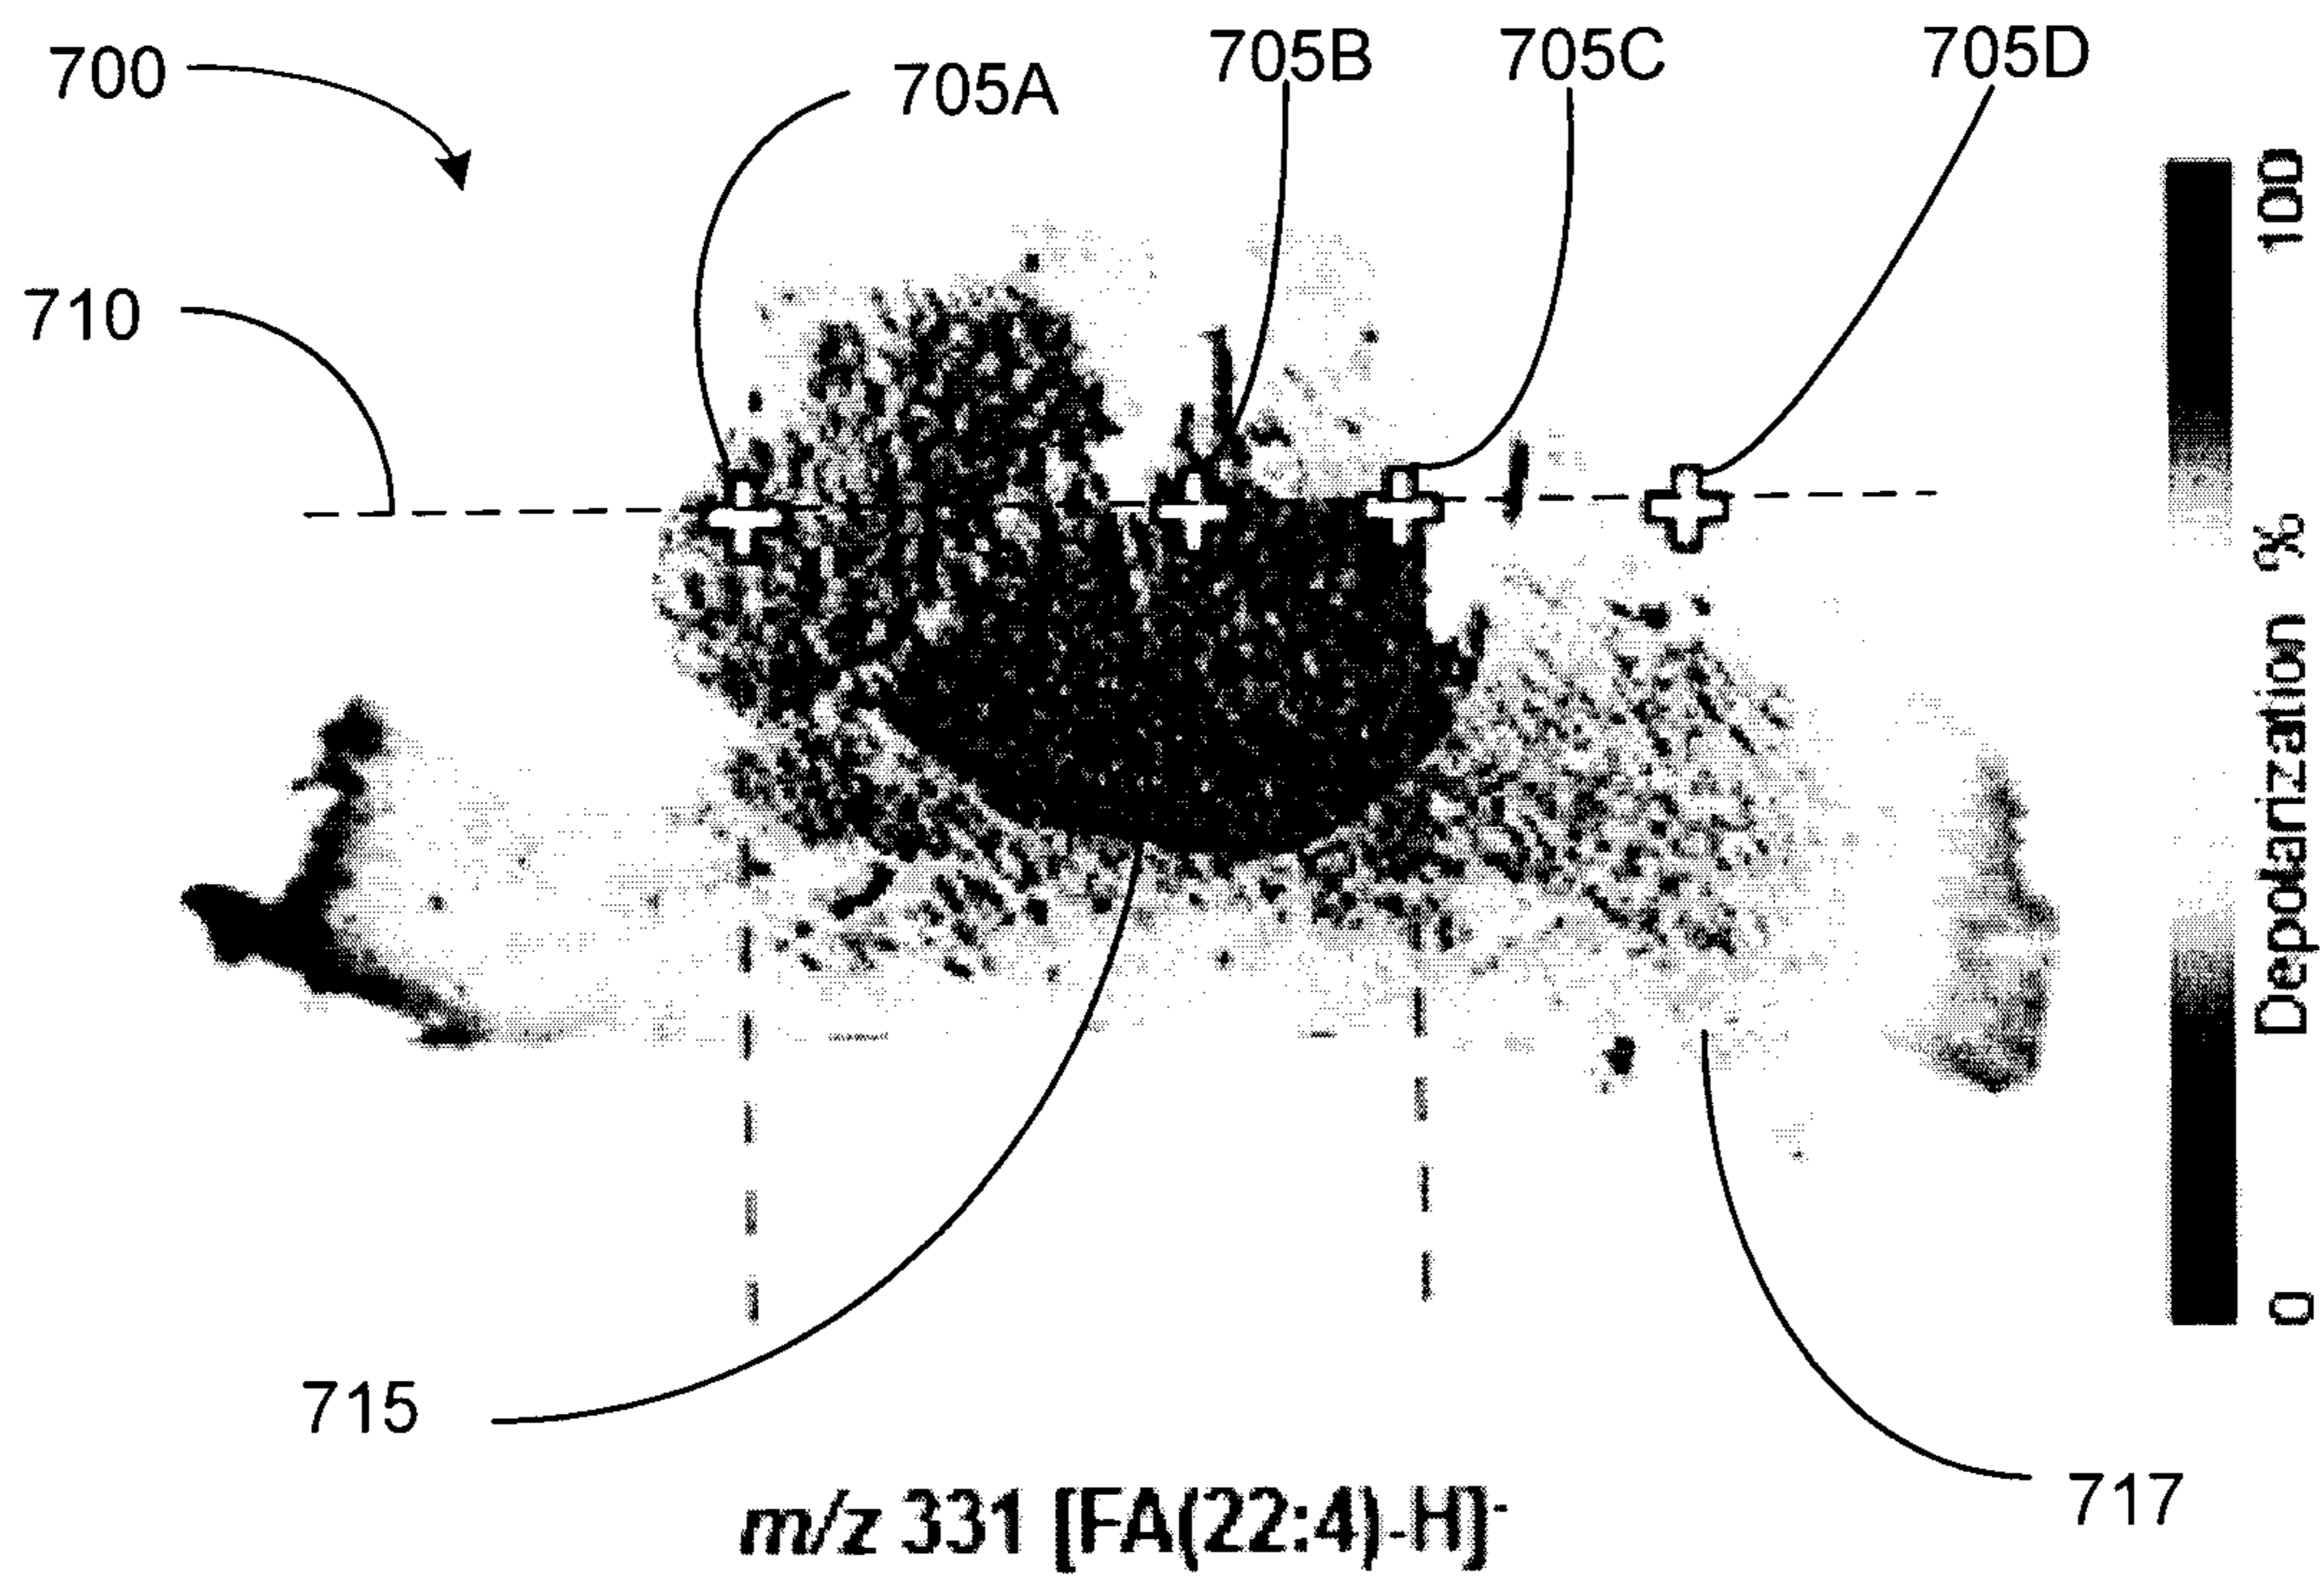 700
705A
705B
705C
705D
710
100
Depolarization %
0
715
717
m/z 331 [FA(22:4)-H]-